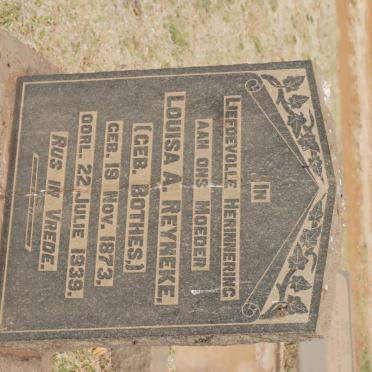 IN
LIEFDEVOLLE HERINNERING
AAN ONS MOEDER
LOUISA A. REYNEKE,
(GEB. BOTHES,)
GEB. 19 NOV. 1873.
OORL. 22 JULIE 1939.
RUS IN VREDE.